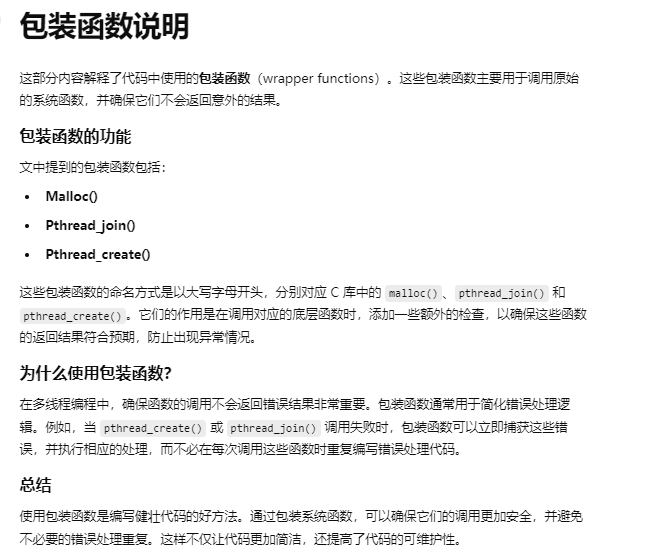 包装函数说明
这部分内容解释了代码中使用的包装函数（wrapper functions）。这些包装函数主要用于调用原始
的系统函数，并确保它们不会返回意外的结果。
包装函数的功能
文中提到的包装函数包括：
• Malloc()
• Pthread_join()
• Pthread_create()
这些包装函数的命名方式是以大写字母开头，分别对应 C 库中的 malloc()、pthread_join() 和
pthread_create()。它们的作用是在调用对应的底层函数时，添加一些额外的检查，以确保这些函数
的返回结果符合预期，防止出现异常情况。
为什么使用包装函数？
在多线程编程中，确保函数的调用不会返回错误结果非常重要。包装函数通常用于简化错误处理逻
辑。例如，当 pthread_create() 或 pthread_join() 调用失败时，包装函数可以立即捕获这些错
误，并执行相应的处理，而不必在每次调用这些函数时重复编写错误处理代码。
总结
使用包装函数是编写健壮代码的好方法。通过包装系统函数，可以确保它们的调用更加安全，并避免
不必要的错误处理重复。这样不仅让代码更加简洁，还提高了代码的可维护性。